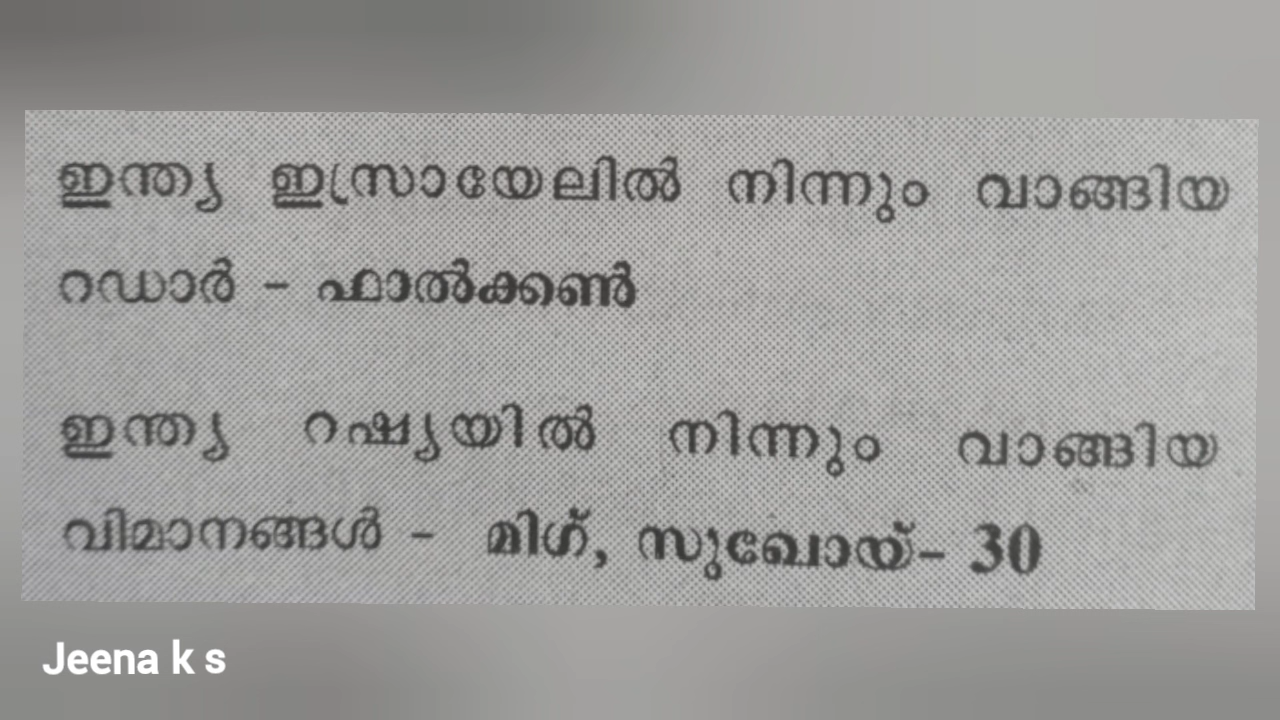 ഇന്ത്യ ഇസ്രായേലിൽ നിന്നും വാങ്ങിയ
റഡാർ - ഫാൽക്കൺ
ഇന്ത്യ റഷ്യയിൽ നിന്നും വാങ്ങിയ
വിമാനങ്ങൾ - മിഗ്, സുഖോയ്- 30
Jeena k s